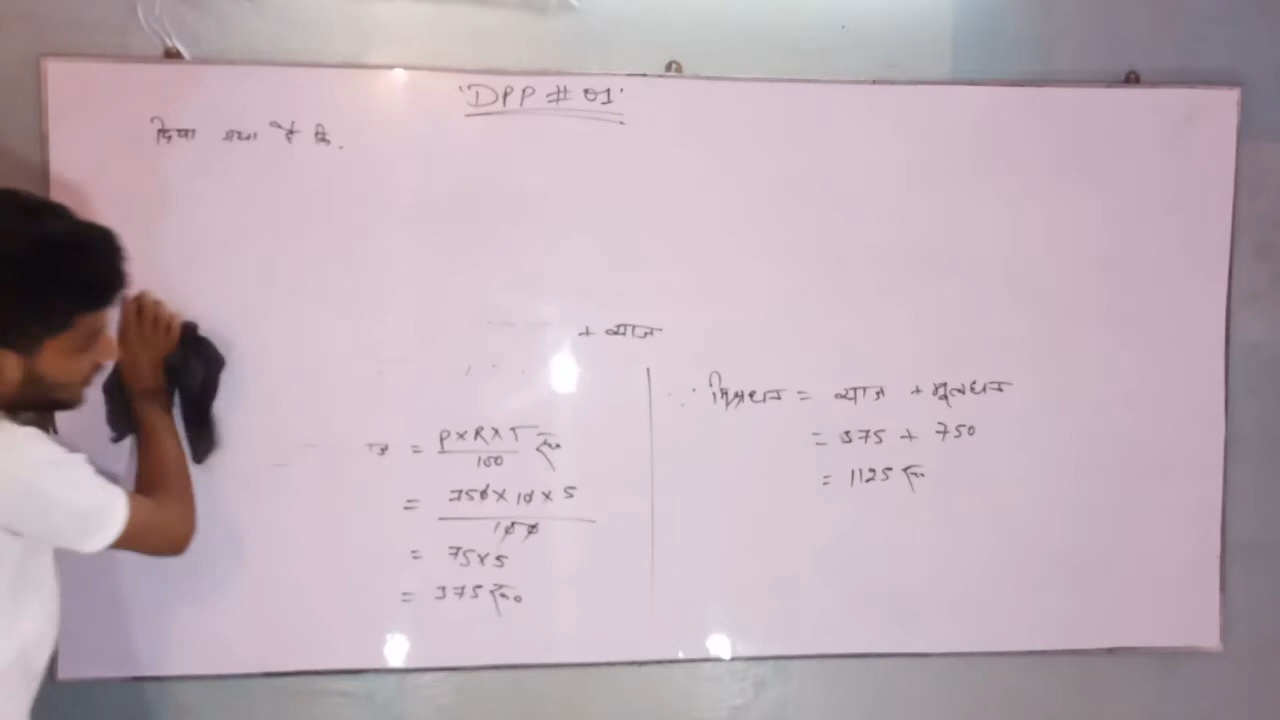 'DPP # 01'
दिया गया है कि.
+ ब्याज
ज = P×R×T/100 रू०
= 750×10×5/100
= 75×5
= 375 रू०
∵ मिश्रधन = ब्याज + मूलधन
= 375 + 750
= 1125 रू०